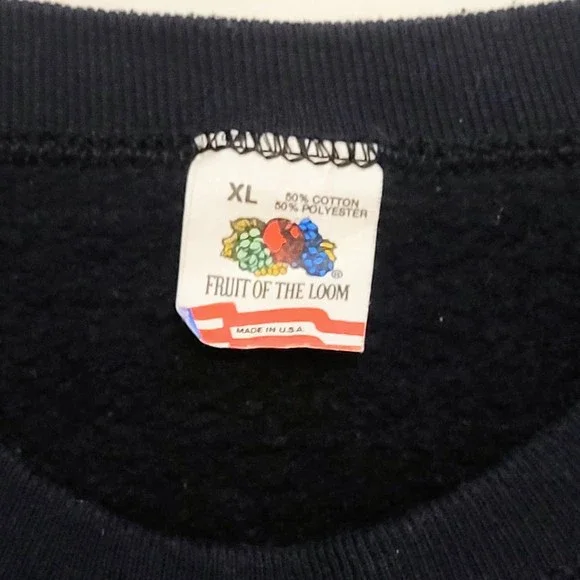 XL
50% COTTON
50% POLYESTER
®
FRUIT OF THE LOOM
MADE IN U.S.A.